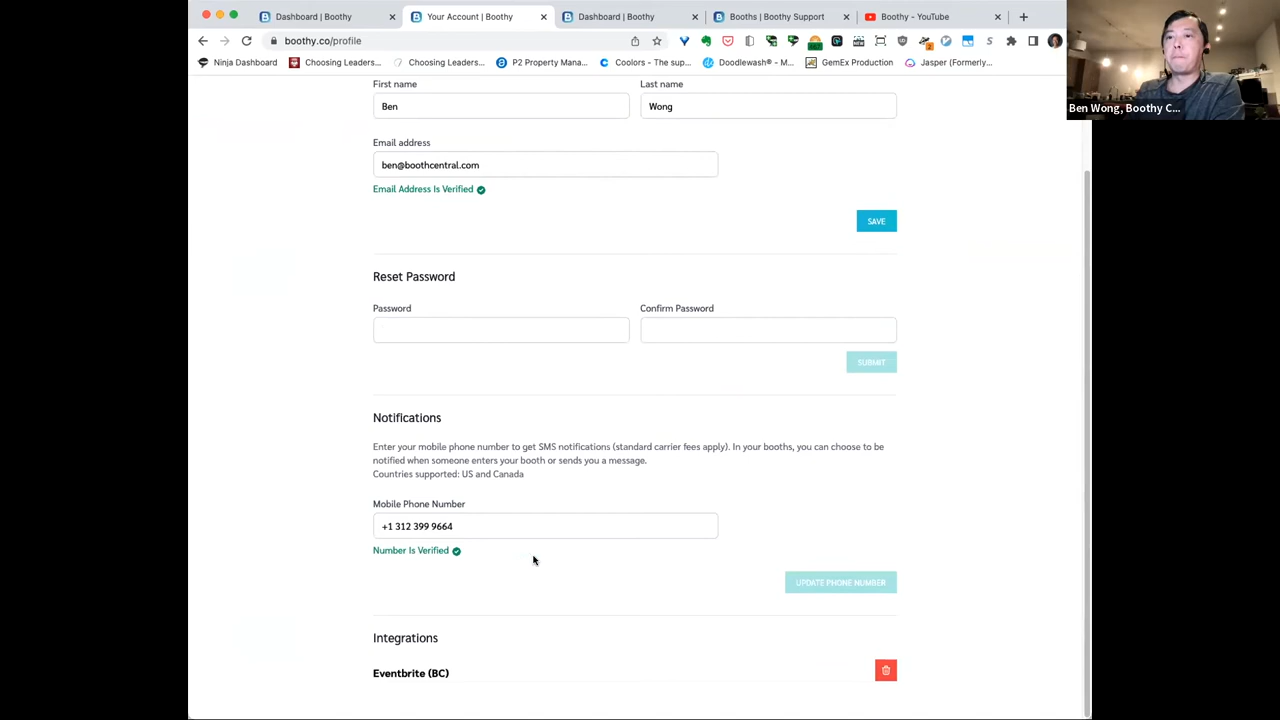 Dashboard | Boothy
Your Account | Boothy
Dashboard | Boothy
Booths | Boothy Support
Boothy - YouTube
boothy.co/profile
Ninja Dashboard
Choosing Leaders...
Choosing Leaders...
P2 Property Mana...
Coolors - The sup...
Doodlewash® - M...
GemEx Production
Jasper (Formerly...
Ben Wong, Boothy C...
First name
Last name
Ben
Wong
Email address
ben@boothcentral.com
Email Address Is Verified
SAVE
Reset Password
Password
Confirm Password
SUBMIT
Notifications
Enter your mobile phone number to get SMS notifications (standard carrier fees apply). In your booths, you can choose to be
notified when someone enters your booth or sends you a message.
Countries supported: US and Canada
Mobile Phone Number
+1 312 399 9664
Number Is Verified
UPDATE PHONE NUMBER
Integrations
Eventbrite (BC)